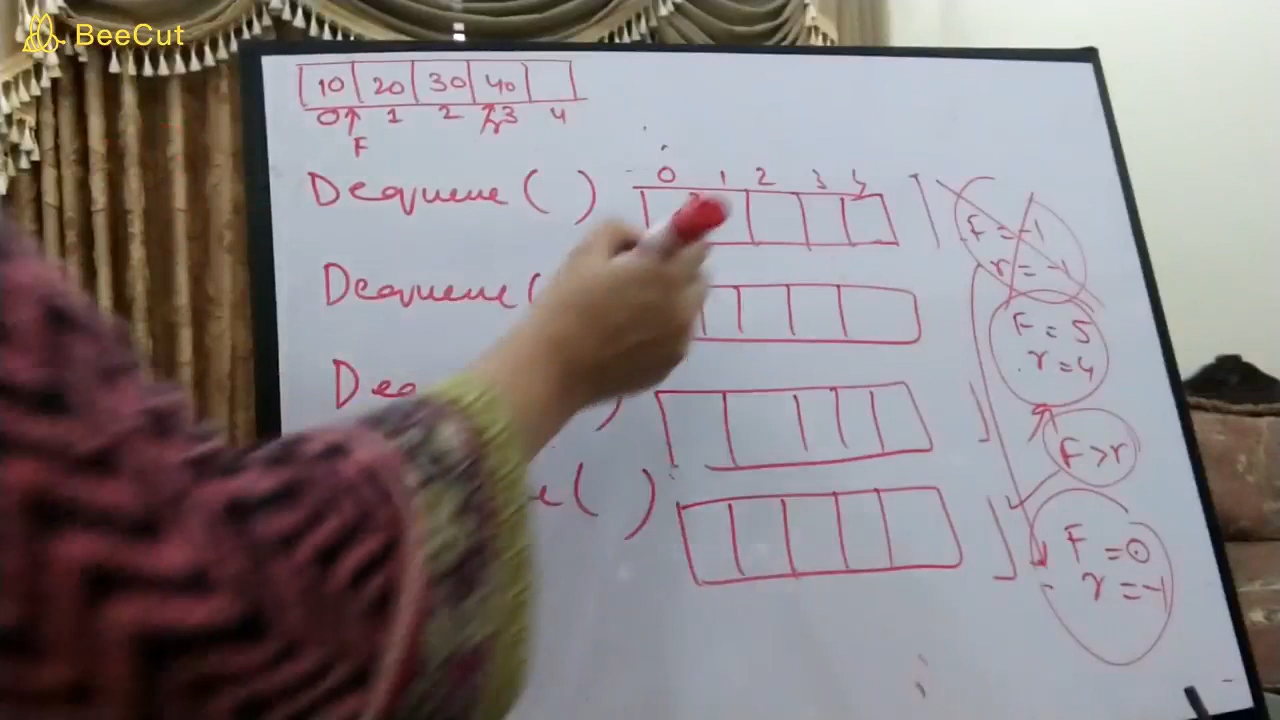 BeeCut
10 20 30 40
0 1 2 3 4
F
Dequeue ( )
0 1 2 3
F = -1
r = -1
Dequeue (
F = 5
r = 4
De )
F > r
e ( )
F = 0
r = -1